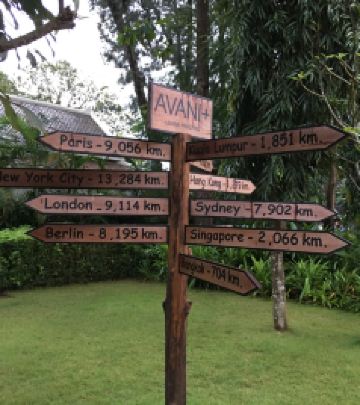 AVANI+
Paris - 9,056 km.
Kuala Lumpur - 1,851 km.
New York City - 13,284 km.
Hong Kong
London - 9,114 km.
Sydney - 7,902 km.
Berlin - 8,195 km.
Singapore - 2,066 km.
Bangkok - 704 km.